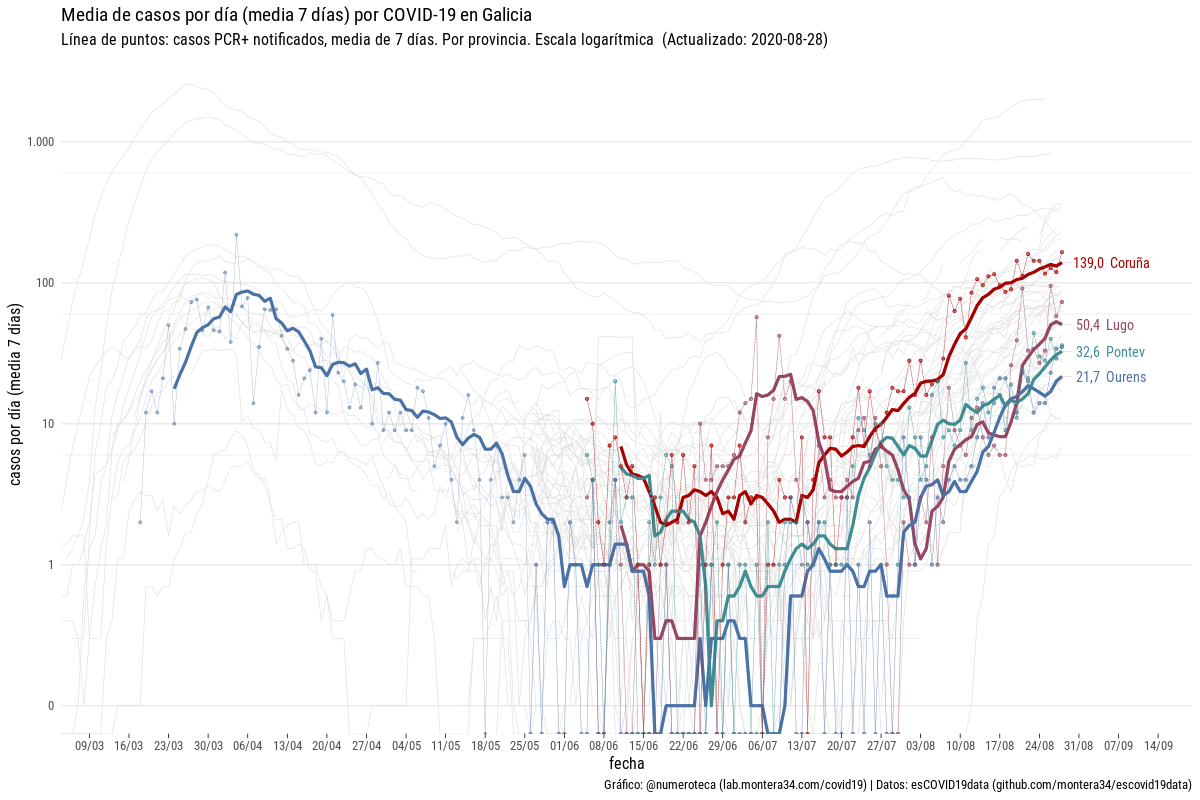 Media de casos por día (media 7 días) por COVID-19 en Galicia
Línea de puntos: casos PCR+ notificados, media de 7 días. Por provincia. Escala logarítmica (Actualizado: 2020-08-28)
casos por día (media 7 días)
1.000
100
10
1
0
139,0 Coruña
50,4 Lugo
32,6 Pontev
21,7 Ourens
09/03 16/03 23/03 30/03 06/04 13/04 20/04 27/04 04/05 11/05 18/05 25/05 01/06 08/06 15/06 22/06 29/06 06/07 13/07 20/07 27/07 03/08 10/08 17/08 24/08 31/08 07/09 14/09
fecha
Gráfico: @numeroteca (lab.montera34.com/covid19) | Datos: esCOVID19data (github.com/montera34/escovid19data)